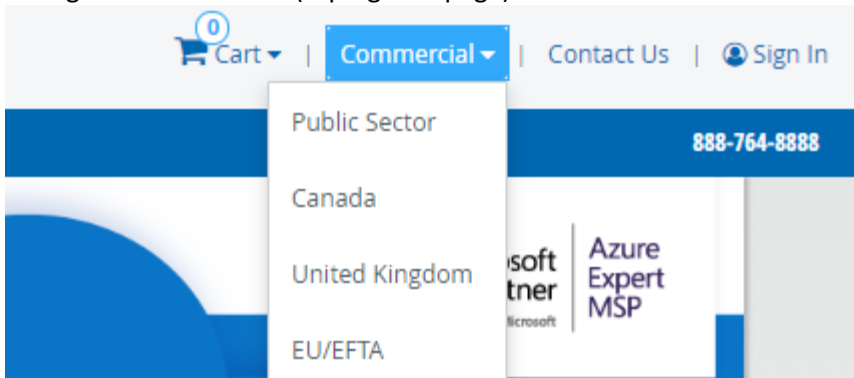 0
Cart | Commercial | Contact Us | Sign In
Public Sector
888-764-8888
Canada
United Kingdom
EU/EFTA
Azure
Expert
MSP
Microsoft